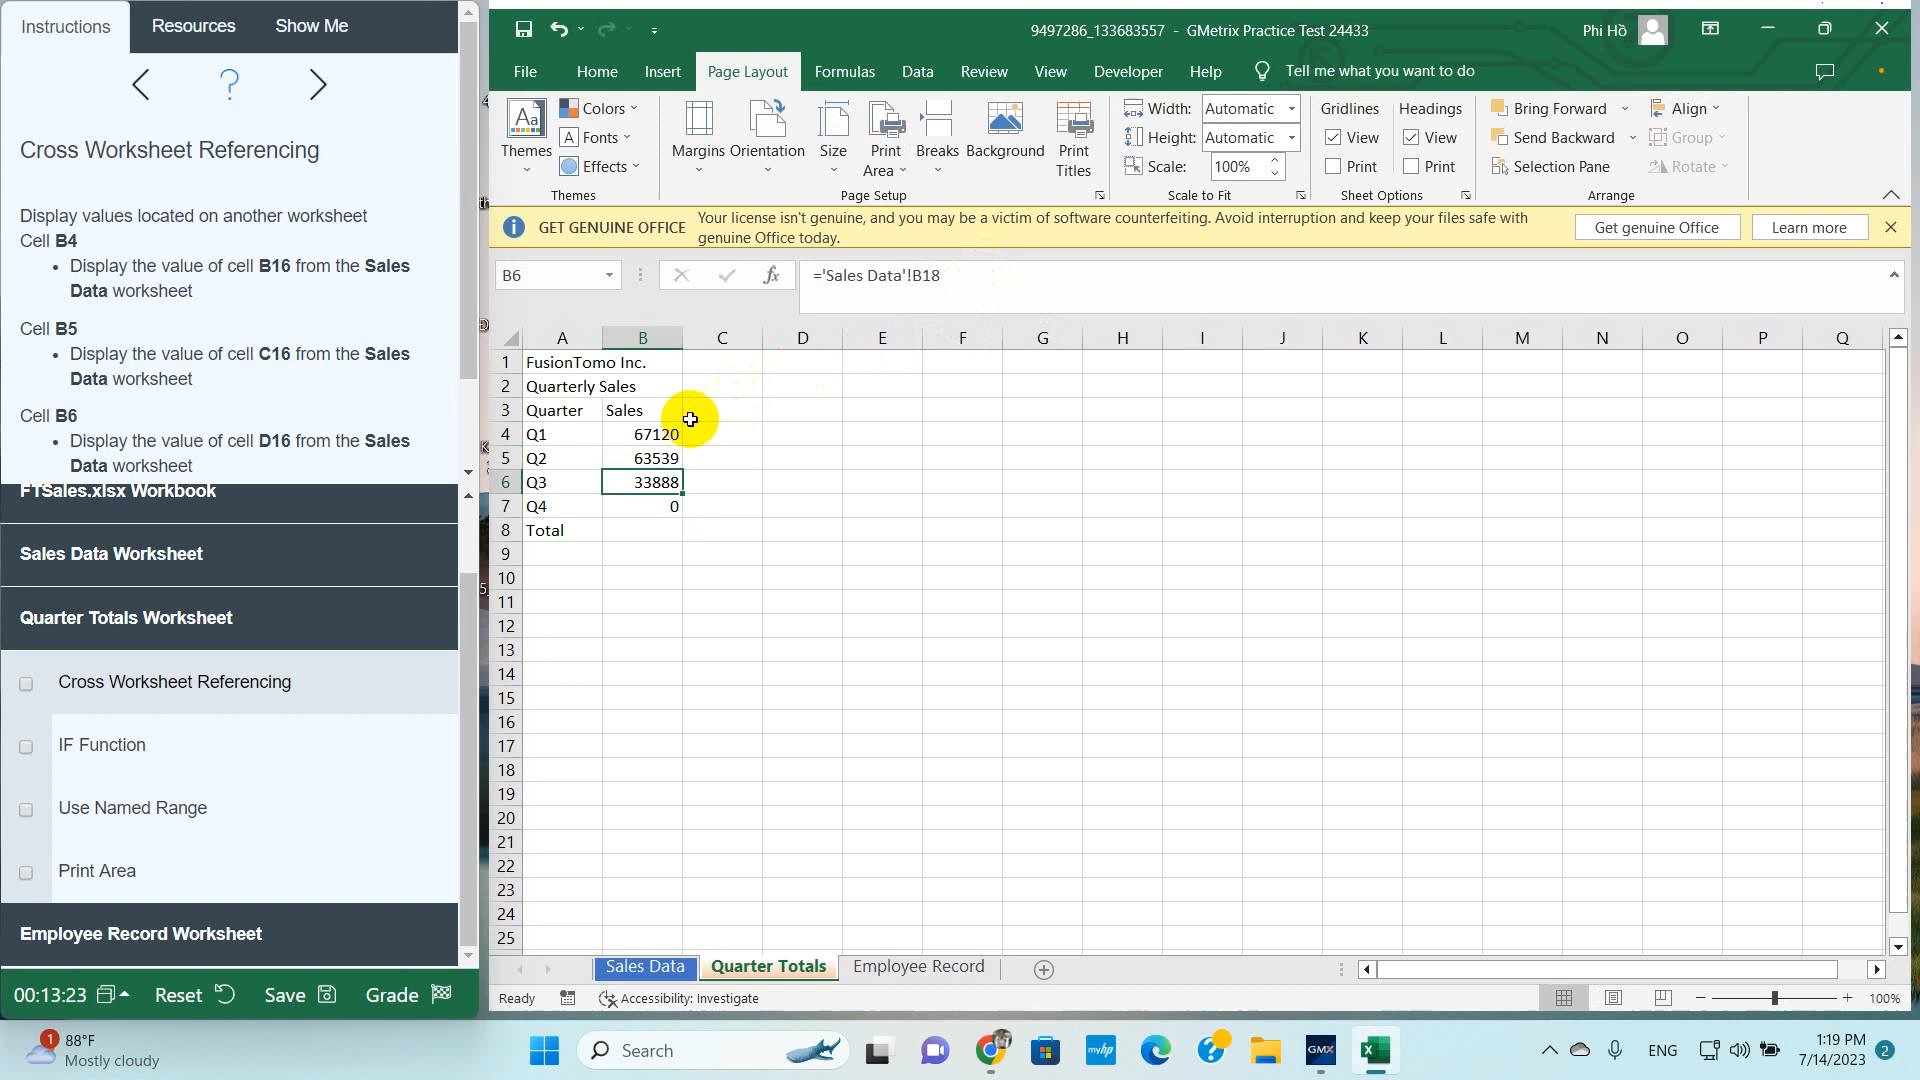 Instructions
Resources
Show Me
?
Cross Worksheet Referencing
Display values located on another worksheet
Cell B4
• Display the value of cell B16 from the Sales
Data worksheet
Cell B5
• Display the value of cell C16 from the Sales
Data worksheet
Cell B6
• Display the value of cell D16 from the Sales
Data worksheet
FTSales.xlsx Workbook
Sales Data Worksheet
Quarter Totals Worksheet
Cross Worksheet Referencing
IF Function
Use Named Range
Print Area
Employee Record Worksheet
00:13:23 Reset Save Grade
9497286_133683557 - GMetrix Practice Test 24433
Phi Hồ
File Home Insert Page Layout Formulas Data Review View Developer Help Tell me what you want to do
Aa
Themes
Colors
A Fonts
Effects
Themes
Margins
Orientation
Size
Print
Area
Breaks
Background
Print
Titles
Page Setup
Width: Automatic
Height: Automatic
Scale: 100%
Scale to Fit
Gridlines
View
Print
Headings
View
Print
Sheet Options
Bring Forward
Send Backward
Selection Pane
Align
Group
Rotate
Arrange
GET GENUINE OFFICE
Your license isn't genuine, and you may be a victim of software counterfeiting. Avoid interruption and keep your files safe with
genuine Office today.
Get genuine Office
Learn more
B6
fx
='Sales Data'!B18
A B C D E F G H I J K L M N O P Q
1 FusionTomo Inc.
2 Quarterly Sales
3 Quarter Sales
4 Q1 67120
5 Q2 63539
6 Q3 33888
7 Q4 0
8 Total
9
10
11
12
13
14
15
16
17
18
19
20
21
22
23
24
25
Sales Data Quarter Totals Employee Record
Ready
Accessibility: Investigate
100%
1
88°F
Mostly cloudy
Search
myhp
GMX
ENG
1:19 PM
7/14/2023
2